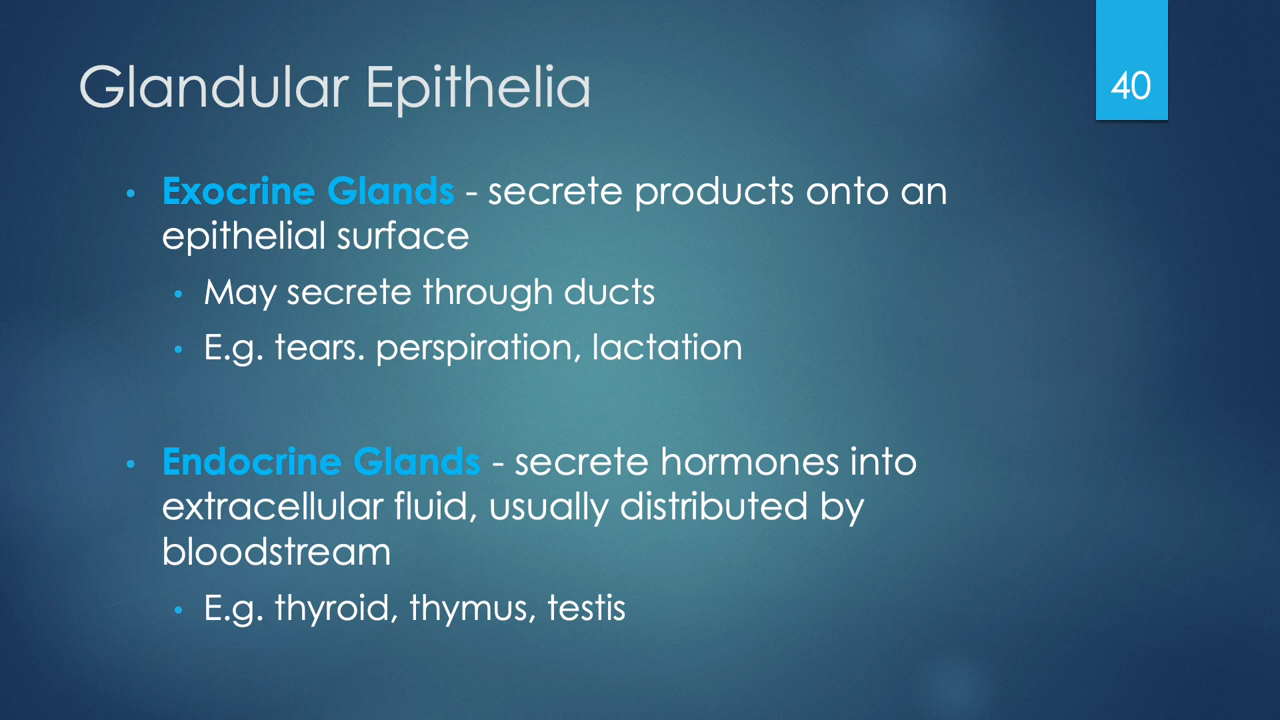 Glandular Epithelia
40
• Exocrine Glands - secrete products onto an
epithelial surface
• May secrete through ducts
• E.g. tears. perspiration, lactation
• Endocrine Glands - secrete hormones into
extracellular fluid, usually distributed by
bloodstream
• E.g. thyroid, thymus, testis